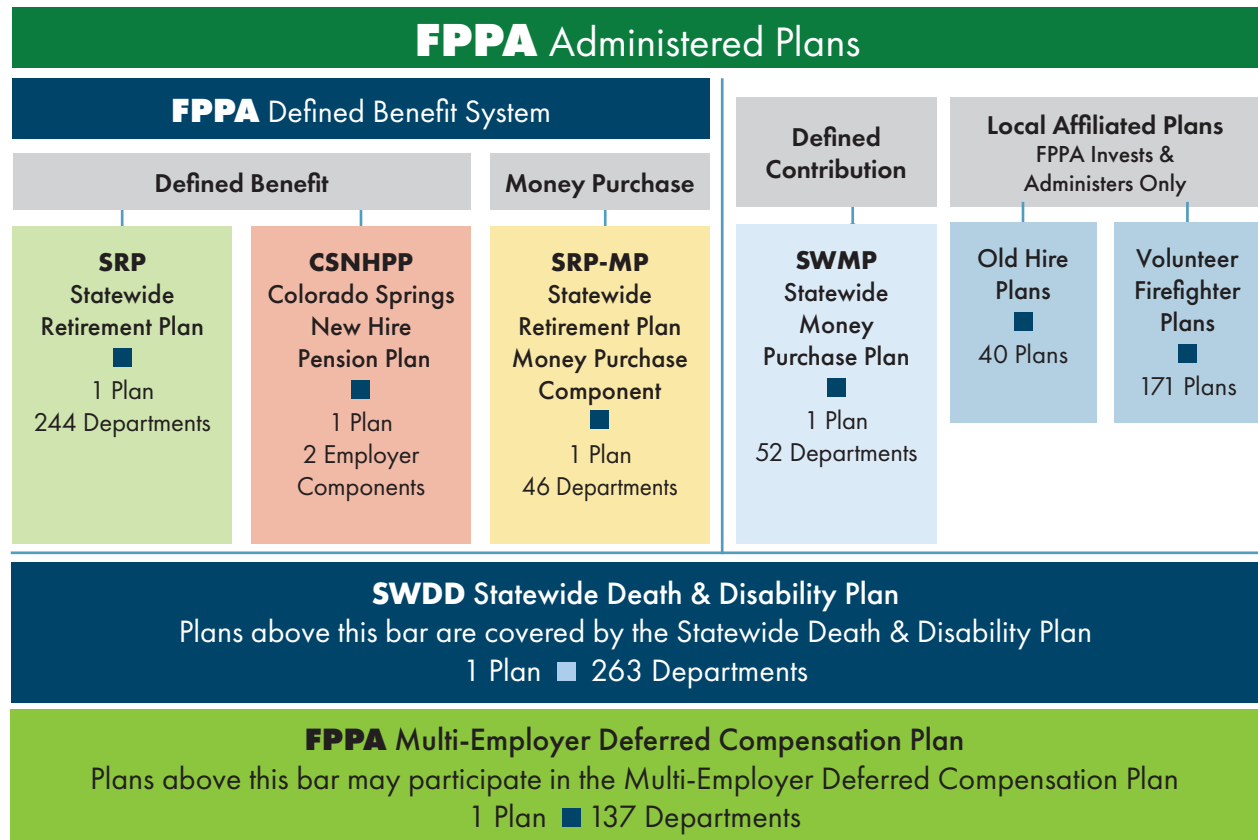 FPPA Administered Plans
FPPA Defined Benefit System
Defined Benefit
SRP
Statewide
Retirement Plan
1 Plan
244 Departments
CSNHPP
Colorado Springs
New Hire
Pension Plan
1 Plan
2 Employer
Components
Money Purchase
SRP-MP
Statewide
Retirement Plan
Money Purchase
Component
1 Plan
46 Departments
Defined
Contribution
SWMP
Statewide
Money
Purchase Plan
1 Plan
52 Departments
Local Affiliated Plans
FPPA Invests &
Administers Only
Old Hire
Plans
40 Plans
Volunteer
Firefighter
Plans
171 Plans
SWDD Statewide Death & Disability Plan
Plans above this bar are covered by the Statewide Death & Disability Plan
1 Plan ■ 263 Departments
FPPA Multi-Employer Deferred Compensation Plan
Plans above this bar may participate in the Multi-Employer Deferred Compensation Plan
1 Plan ■ 137 Departments